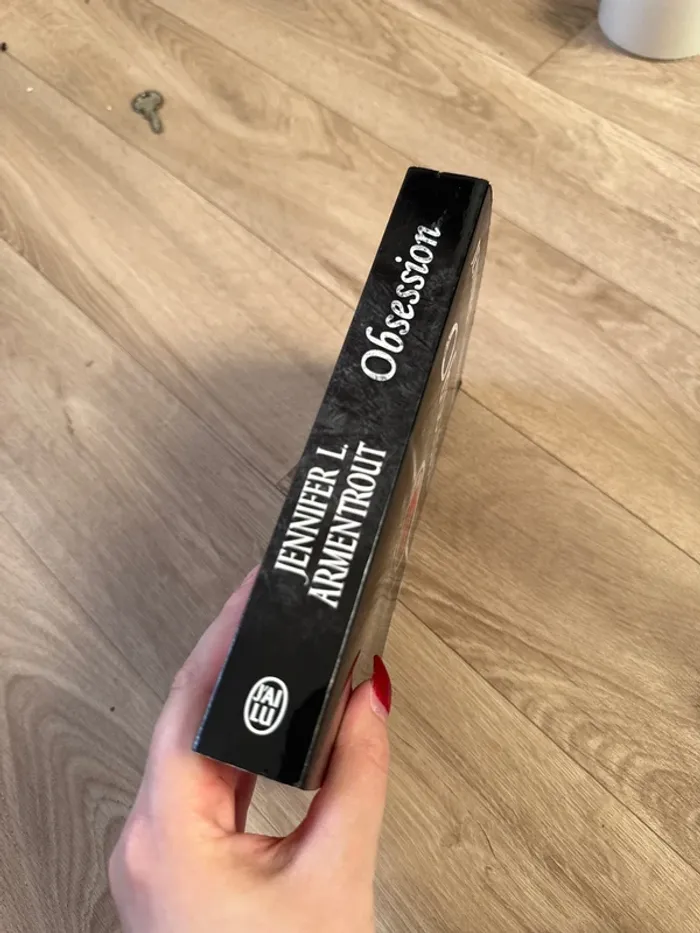 JENNIFER L.
ARMENTROUT
Obsession
J'AI
LU